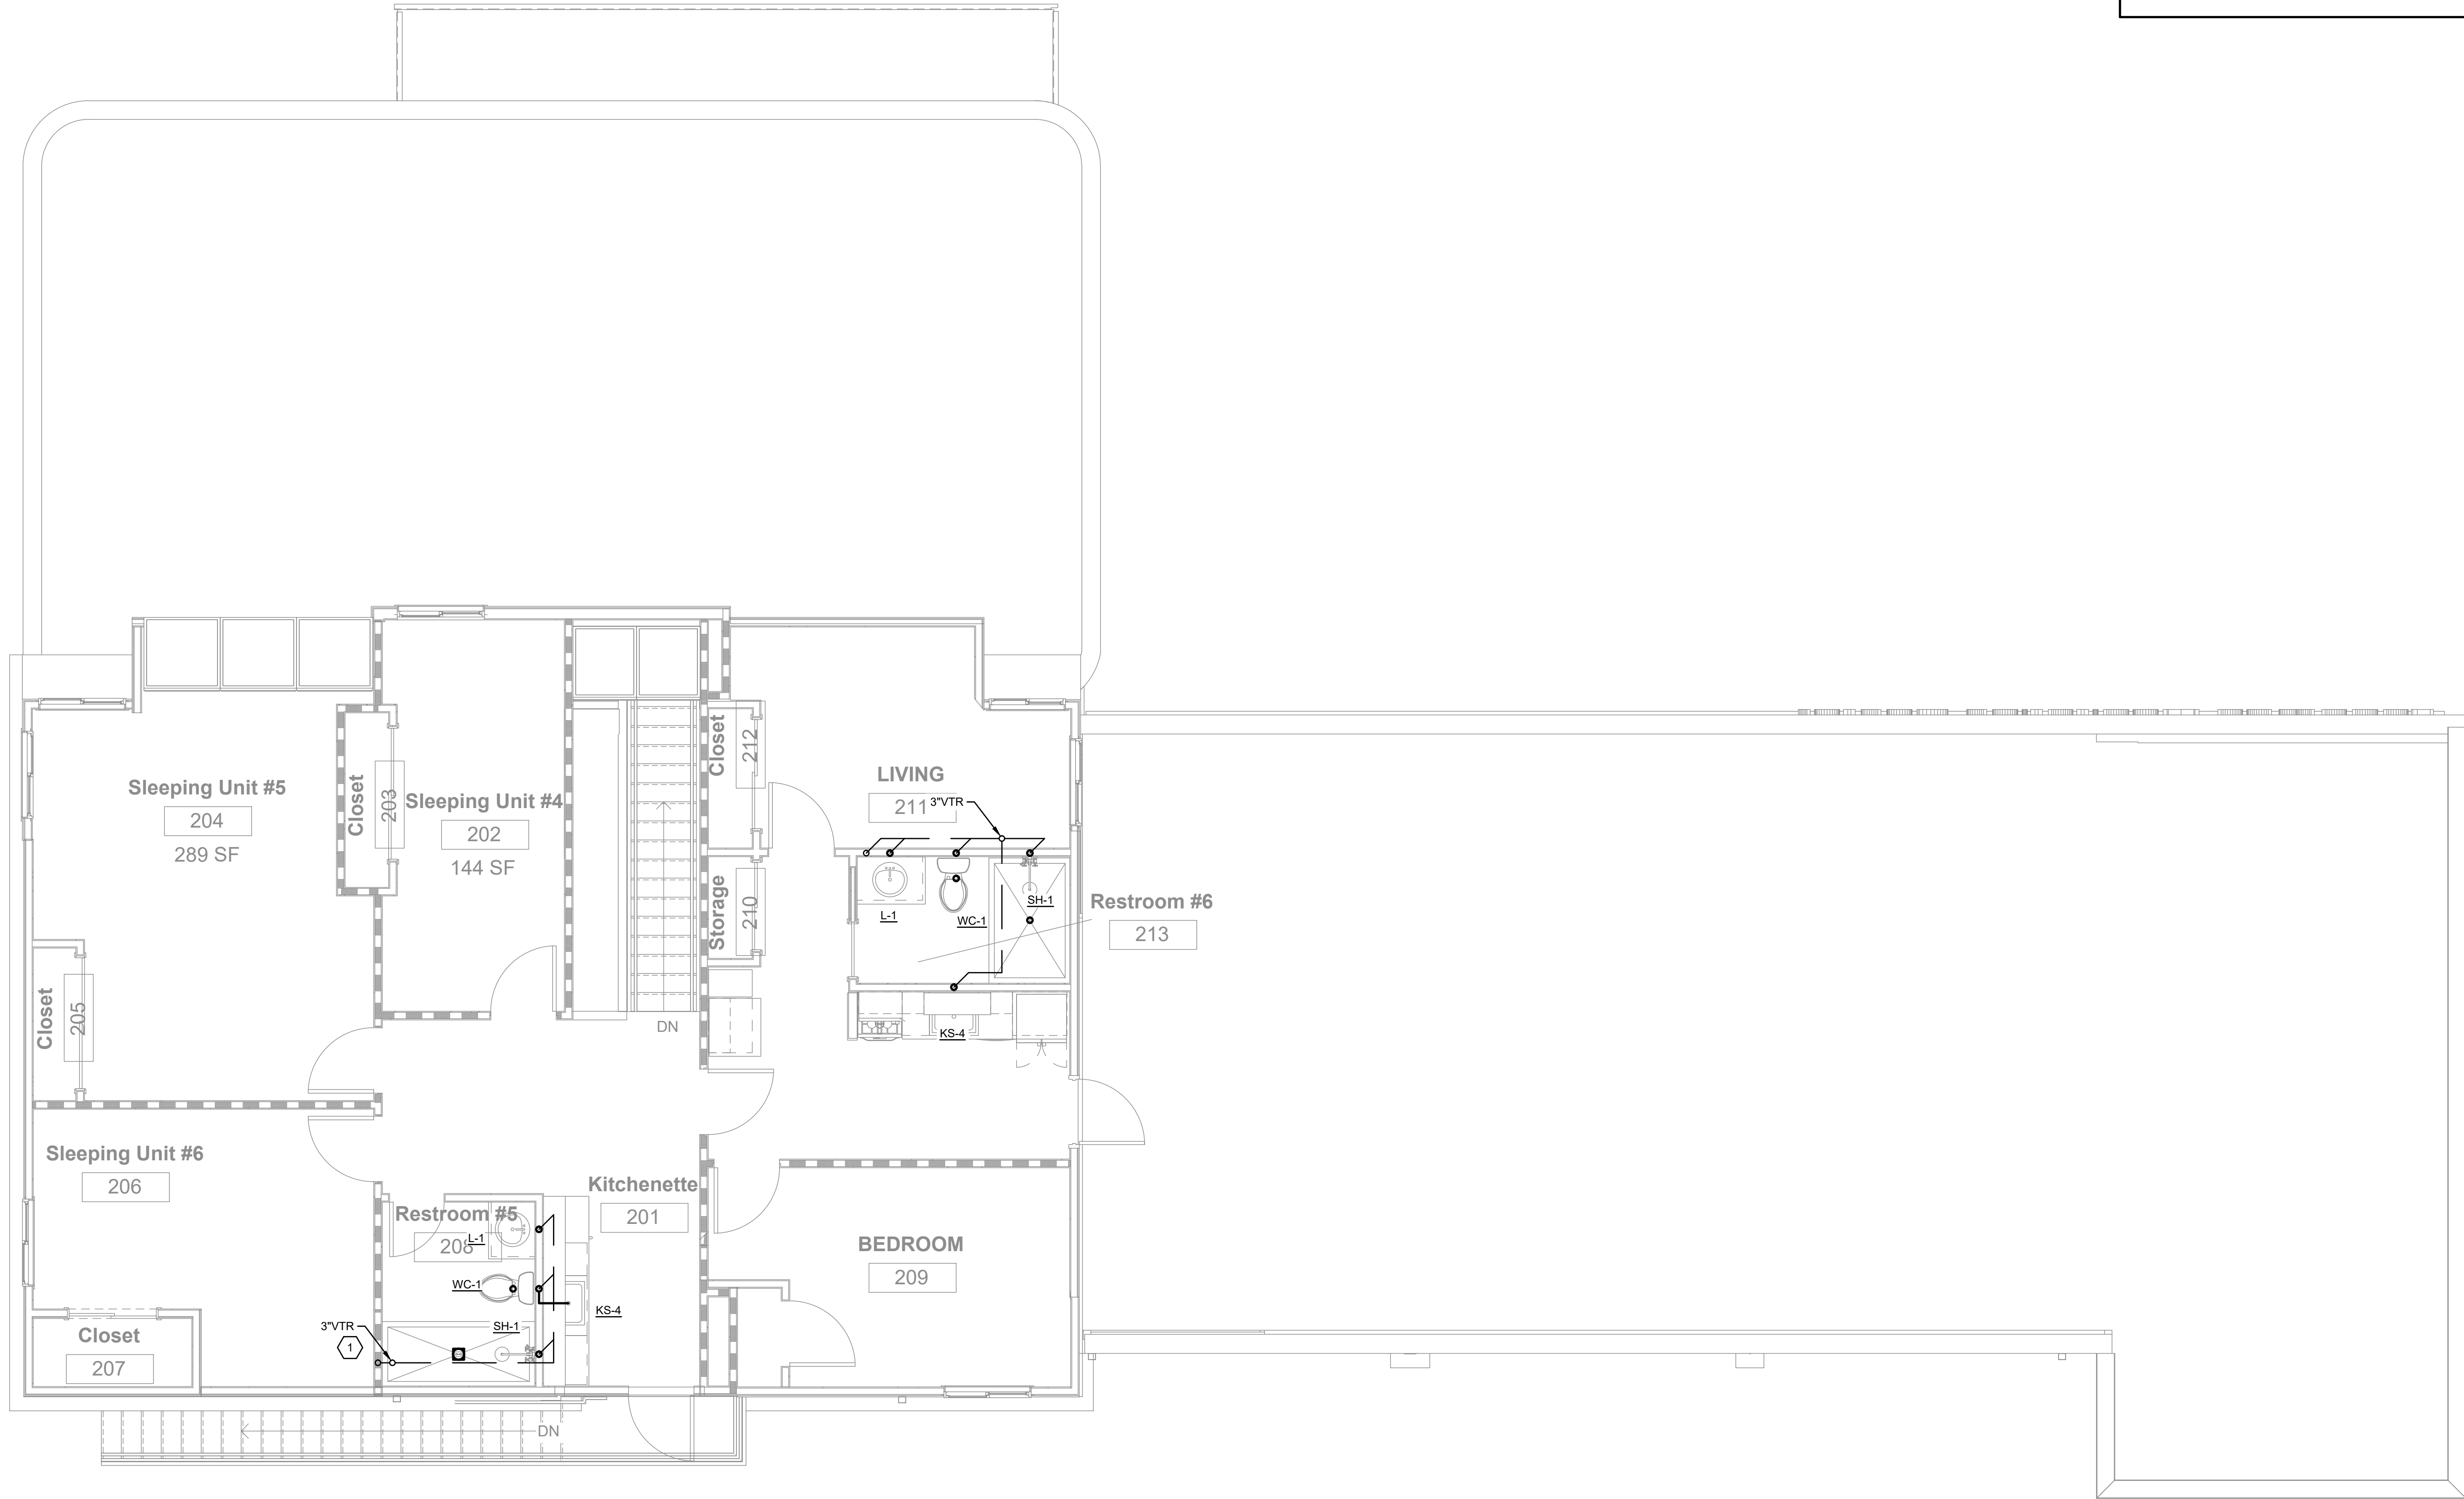 Sleeping Unit #5
204
289 SF
Closet
203
Sleeping Unit #4
202
144 SF
Closet
212
LIVING
211
3"VTR
Storage
210
L-1
WC-1
SH-1
Restroom #6
213
Closet
205
DN
KS-4
Sleeping Unit #6
206
Kitchenette
201
Restroom #5
208
L-1
WC-1
KS-4
SH-1
3"VTR
1
BEDROOM
209
Closet
207
DN